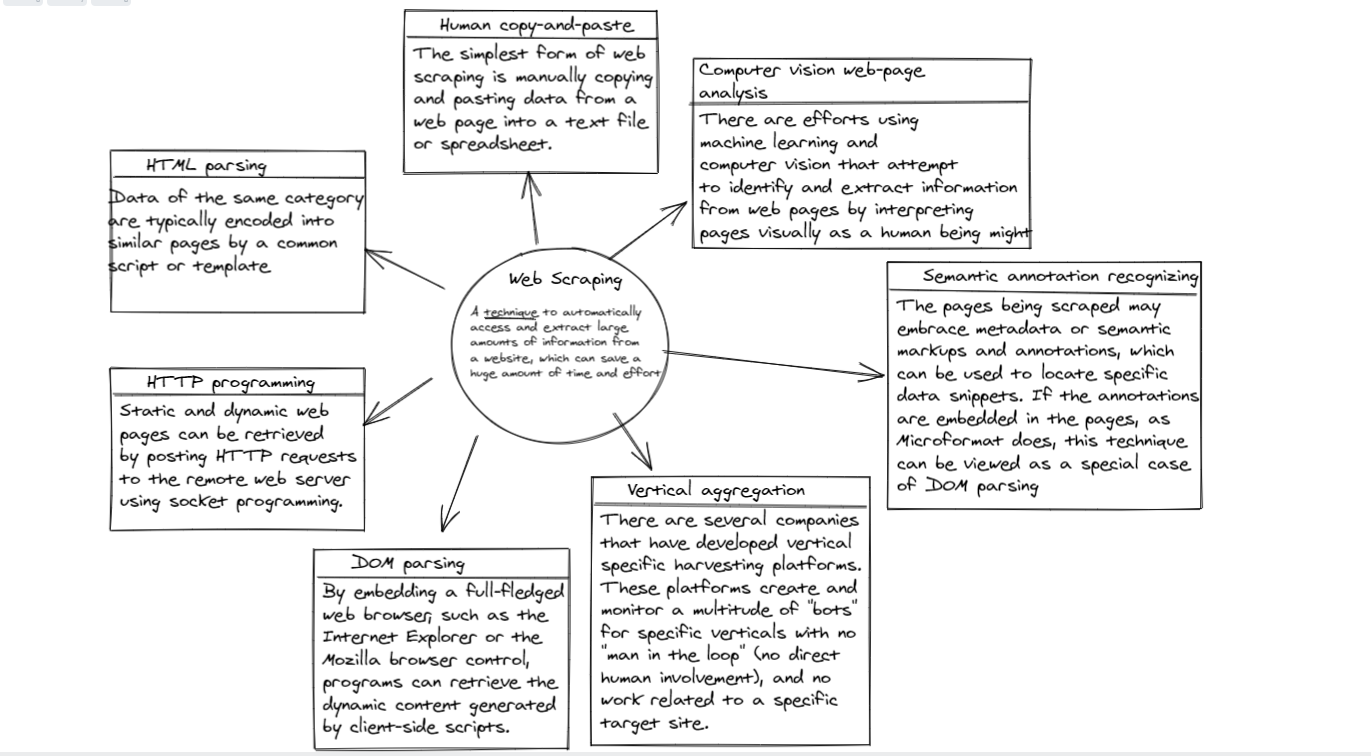 Human copy-and-paste
The simplest form of web
scraping is manually copying
and pasting data from a
web page into a text file
or spreadsheet.
Computer vision web-page
analysis
There are efforts using
machine learning and
computer vision that attempt
to identify and extract information
from web pages by interpreting
pages visually as a human being might
HTML parsing
Data of the same category
are typically encoded into
similar pages by a common
script or template
Web Scraping
A technique to automatically
access and extract large
amounts of information from
a website, which can save a
huge amount of time and effort
Semantic annotation recognizing
The pages being scraped may
embrace metadata or semantic
markups and annotations, which
can be used to locate specific
data snippets. If the annotations
are embedded in the pages, as
Microformat does, this technique
can be viewed as a special case
of DOM parsing
HTTP programming
Static and dynamic web
pages can be retrieved
by posting HTTP requests
to the remote web server
using socket programming.
DOM parsing
By embedding a full-fledged
web browser, such as the
Internet Explorer or the
Mozilla browser control,
programs can retrieve the
dynamic content generated
by client-side scripts.
Vertical aggregation
There are several companies
that have developed vertical
specific harvesting platforms.
These platforms create and
monitor a multitude of "bots"
for specific verticals with no
"man in the loop" (no direct
human involvement), and no
work related to a specific
target site.